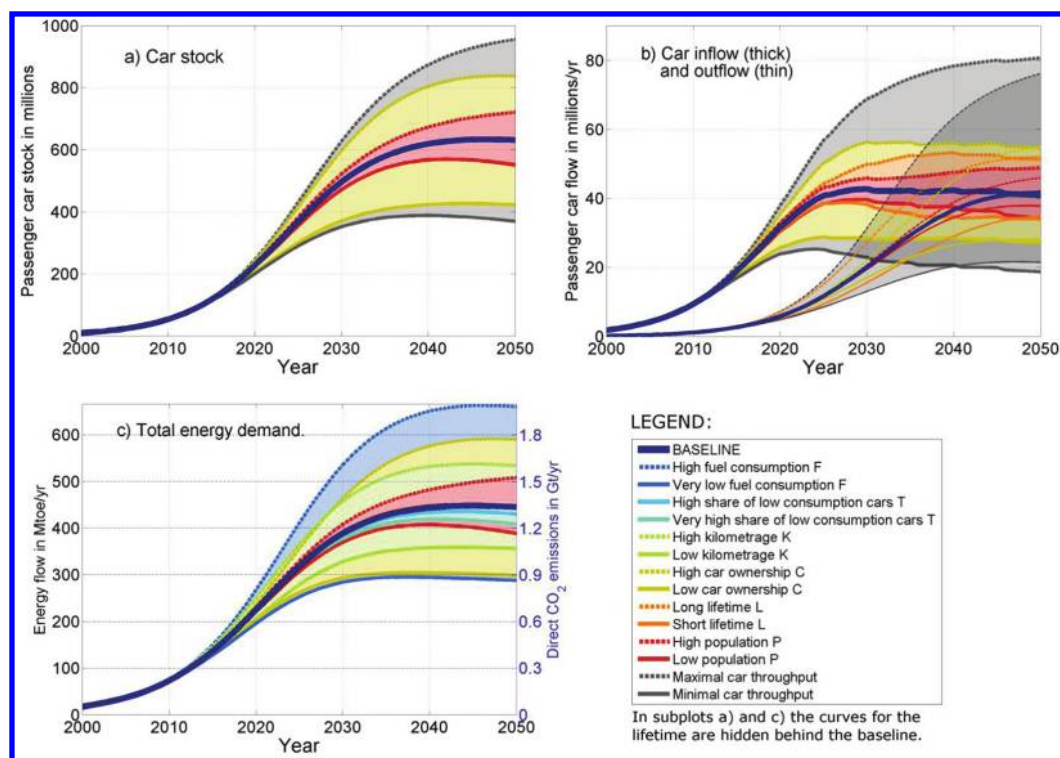 a) Car stock
Passenger car stock in millions
1000
800
600
400
200
0
2000
2010
2020
2030
2040
2050
Year
b) Car inflow (thick)
and outflow (thin)
Passenger car flow in millions/yr
80
60
40
20
0
2000
2010
2020
2030
2040
2050
Year
c) Total energy demand.
Energy flow in Mtoe/yr
600
500
400
300
200
100
0
Direct CO2 emissions in Gt/yr
1.8
1.5
1.2
0.9
0.6
0.3
0
2000
2010
2020
2030
2040
2050
Year
LEGEND:
BASELINE
High fuel consumption F
Very low fuel consumption F
High share of low consumption cars T
Very high share of low consumption cars T
High kilometrage K
Low kilometrage K
High car ownership C
Low car ownership C
Long lifetime L
Short lifetime L
High population P
Low population P
Maximal car throughput
Minimal car throughput
In subplots a) and c) the curves for the
lifetime are hidden behind the baseline.